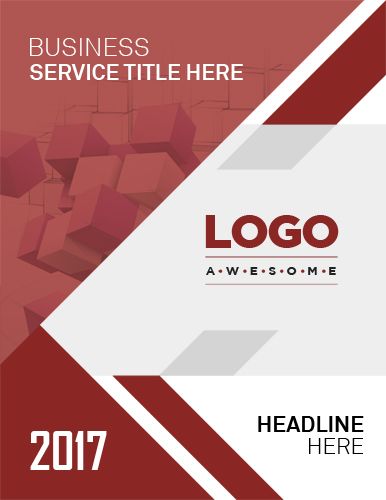 BUSINESS
SERVICE TITLE HERE
LOGO
A•W•E•S•O•M•E
2017
HEADLINE
HERE